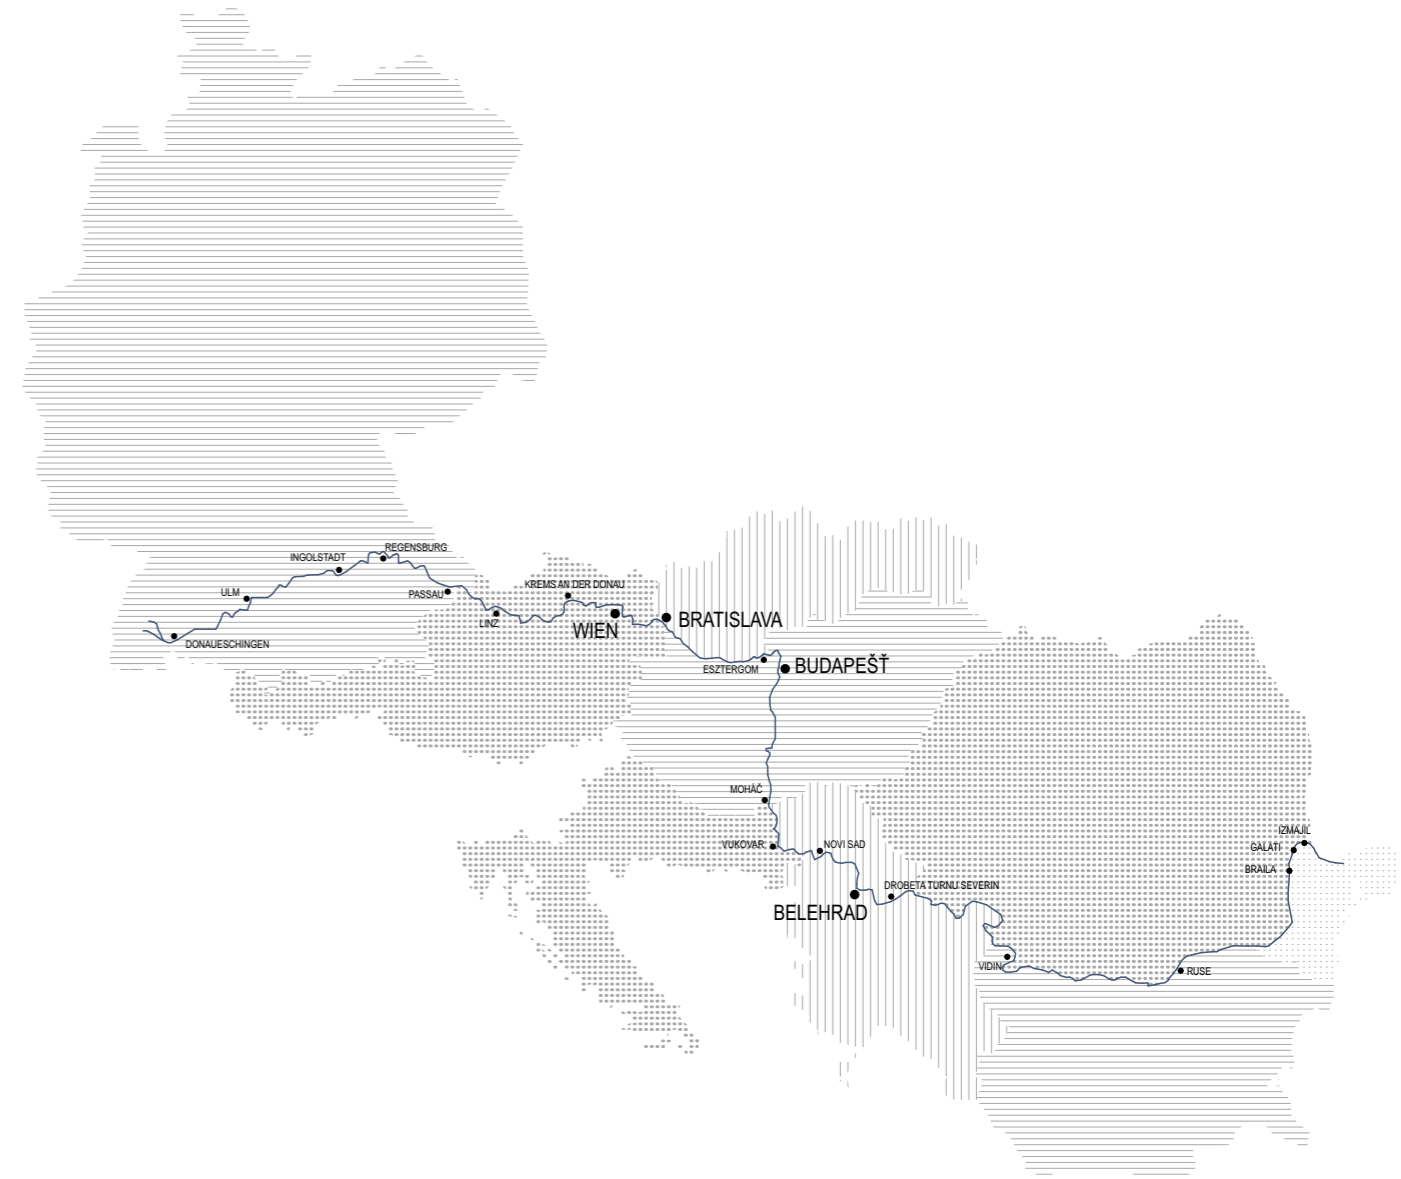 REGENSBURG
INGOLSTADT
KREMS AN DER DONAU
ULM
PASSAU
LINZ
WIEN
BRATISLAVA
DONAUESCHINGEN
ESZTERGOM
BUDAPEŠŤ
MOHÁČ
IZMAJIL
VUKOVAR
NOVI SAD
GALATI
BRAILA
DROBETA TURNU SEVERIN
BELEHRAD
VIDIN
RUSE